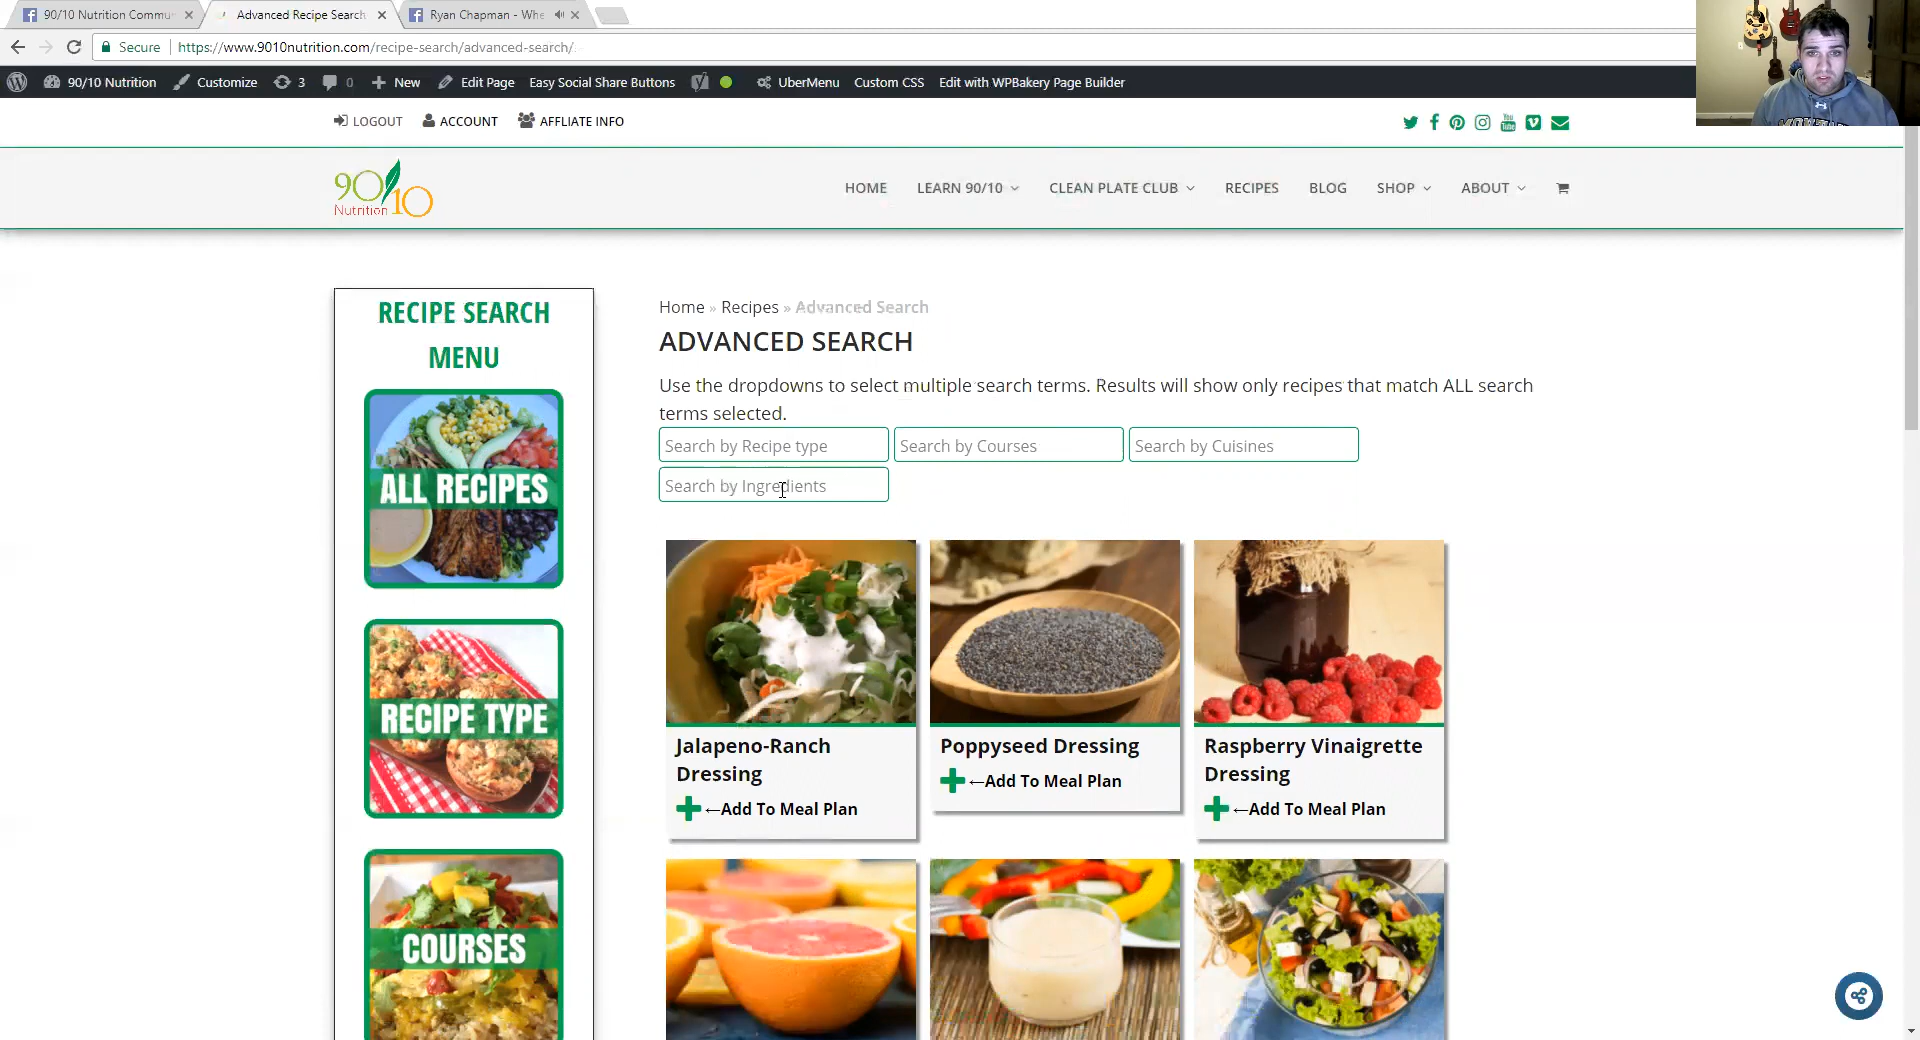 90/10 Nutrition Commu
Advanced Recipe Search
Ryan Chapman - Whe
Secure
https://www.9010nutrition.com/recipe-search/advanced-search/
90/10 Nutrition
Customize
3
0
New
Edit Page
Easy Social Share Buttons
UberMenu
Custom CSS
Edit with WPBakery Page Builder
LOGOUT
ACCOUNT
AFFLIATE INFO
You Tube
90/10
Nutrition
HOME
LEARN 90/10
CLEAN PLATE CLUB
RECIPES
BLOG
SHOP
ABOUT
RECIPE SEARCH
MENU
ALL RECIPES
RECIPE TYPE
COURSES
Home » Recipes » Advanced Search
ADVANCED SEARCH
Use the dropdowns to select multiple search terms. Results will show only recipes that match ALL search
terms selected.
Search by Recipe type
Search by Courses
Search by Cuisines
Search by Ingredients
Jalapeno-Ranch
Dressing
←Add To Meal Plan
Poppyseed Dressing
←Add To Meal Plan
Raspberry Vinaigrette
Dressing
←Add To Meal Plan